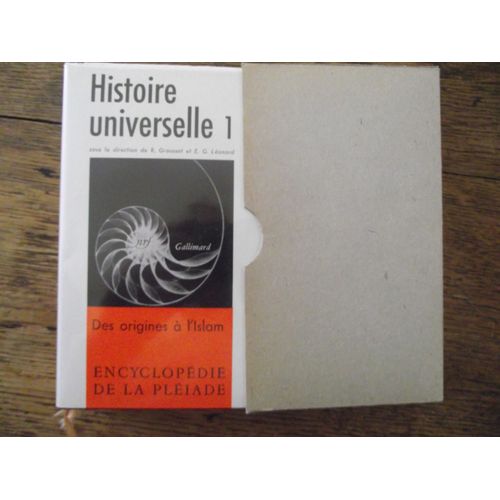 Histoire
universelle 1
sous la direction de R. Grousset et E. G. Léonard
nrf
Gallimard
Des origines à l'Islam
ENCYCLOPÉDIE
DE LA PLÉIADE